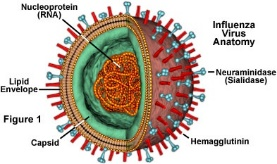 Nucleoprotein
(RNA)
Influenza
Virus
Anatomy
Neuraminidase
(Sialidase)
Lipid
Envelope
Figure 1
Capsid
Hemagglutinin